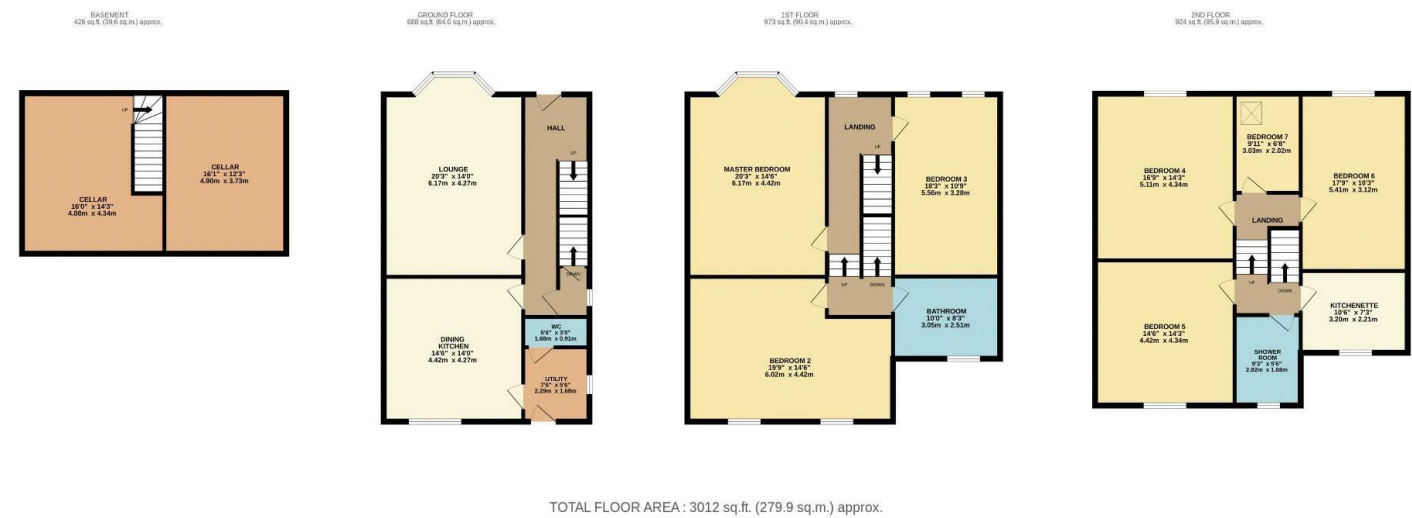 BASEMENT
426 sq.ft. (39.6 sq.m.) approx.
UP
CELLAR
16'1" x 12'3"
4.90m x 3.73m
CELLAR
16'0" x 14'3"
4.88m x 4.34m
GROUND FLOOR
688 sq.ft. (64.0 sq.m.) approx.
HALL
UP
LOUNGE
20'3" x 14'0"
6.17m x 4.27m
DOWN
WC
5'6" x 3'0"
1.68m x 0.91m
DINING
KITCHEN
14'6" x 14'0"
4.42m x 4.27m
UTILITY
7'6" x 5'6"
2.29m x 1.68m
1ST FLOOR
973 sq.ft. (90.4 sq.m.) approx.
LANDING
UP
MASTER BEDROOM
20'3" x 14'6"
6.17m x 4.42m
BEDROOM 3
18'3" x 10'9"
5.56m x 3.28m
UP
DOWN
BATHROOM
10'0" x 8'3"
3.05m x 2.51m
BEDROOM 2
19'9" x 14'6"
6.02m x 4.42m
2ND FLOOR
924 sq.ft. (85.9 sq.m.) approx.
BEDROOM 7
9'11" x 6'8"
3.03m x 2.02m
BEDROOM 4
16'9" x 14'3"
5.11m x 4.34m
BEDROOM 6
17'9" x 10'3"
5.41m x 3.12m
LANDING
UP
DOWN
KITCHENETTE
10'6" x 7'3"
3.20m x 2.21m
BEDROOM 5
14'6" x 14'3"
4.42m x 4.34m
SHOWER
ROOM
9'3" x 5'6"
2.82m x 1.68m
TOTAL FLOOR AREA : 3012 sq.ft. (279.9 sq.m.) approx.